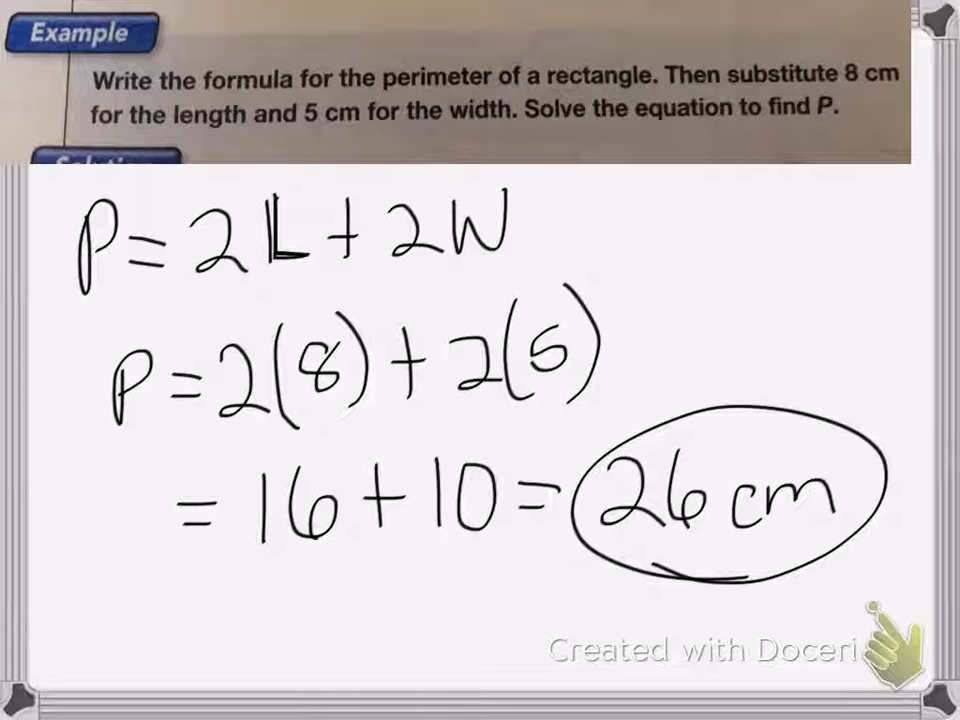 Example
Write the formula for the perimeter of a rectangle. Then substitute 8 cm
for the length and 5 cm for the width. Solve the equation to find P.
Solution
P = 2L + 2W
P = 2(8) + 2(5)
= 16 + 10 = 26 cm
Created with Doceri